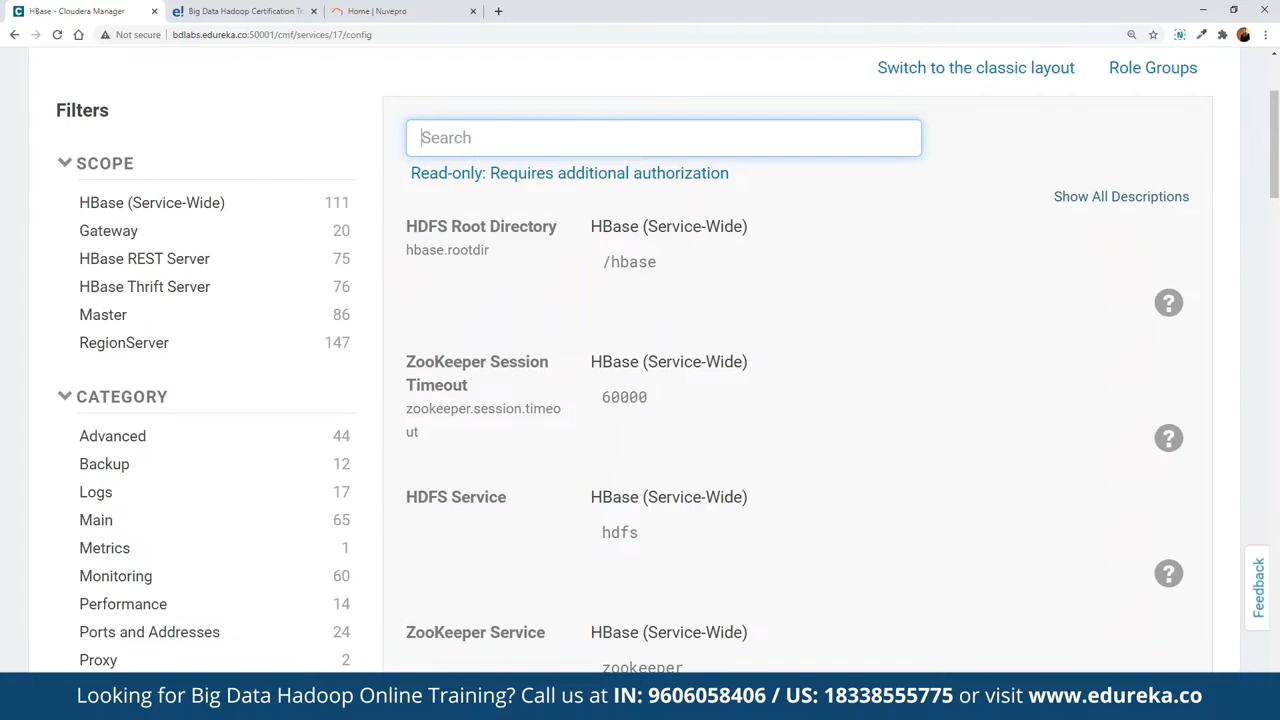 HBase - Cloudera Manager
Big Data Hadoop Certification Tr
Home | Nuvepro
Not secure
bdlabs.edureka.co:50001/cmf/services/17/config
Switch to the classic layout
Role Groups
Filters
Search
SCOPE
Read-only: Requires additional authorization
Show All Descriptions
HBase (Service-Wide) 111
Gateway 20
HBase REST Server 75
HBase Thrift Server 76
Master 86
RegionServer 147
CATEGORY
Advanced 44
Backup 12
Logs 17
Main 65
Metrics 1
Monitoring 60
Performance 14
Ports and Addresses 24
Proxy 2
HDFS Root Directory
hbase.rootdir
HBase (Service-Wide)
/hbase
?
ZooKeeper Session
Timeout
zookeeper.session.timeo
ut
HBase (Service-Wide)
60000
?
HDFS Service
HBase (Service-Wide)
hdfs
?
ZooKeeper Service
HBase (Service-Wide)
zookeeper
Feedback
Looking for Big Data Hadoop Online Training? Call us at IN: 9606058406 / US: 18338555775 or visit www.edureka.co